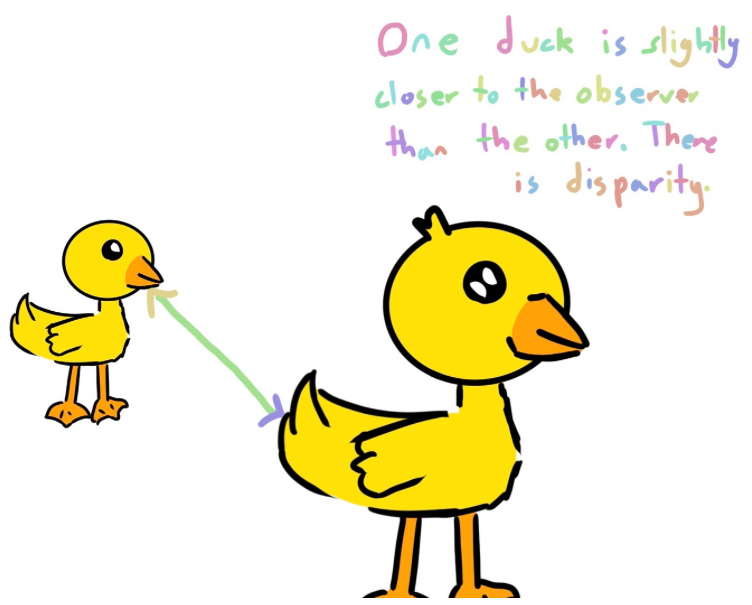 One duck is slightly
closer to the observer
than the other. There
is disparity.